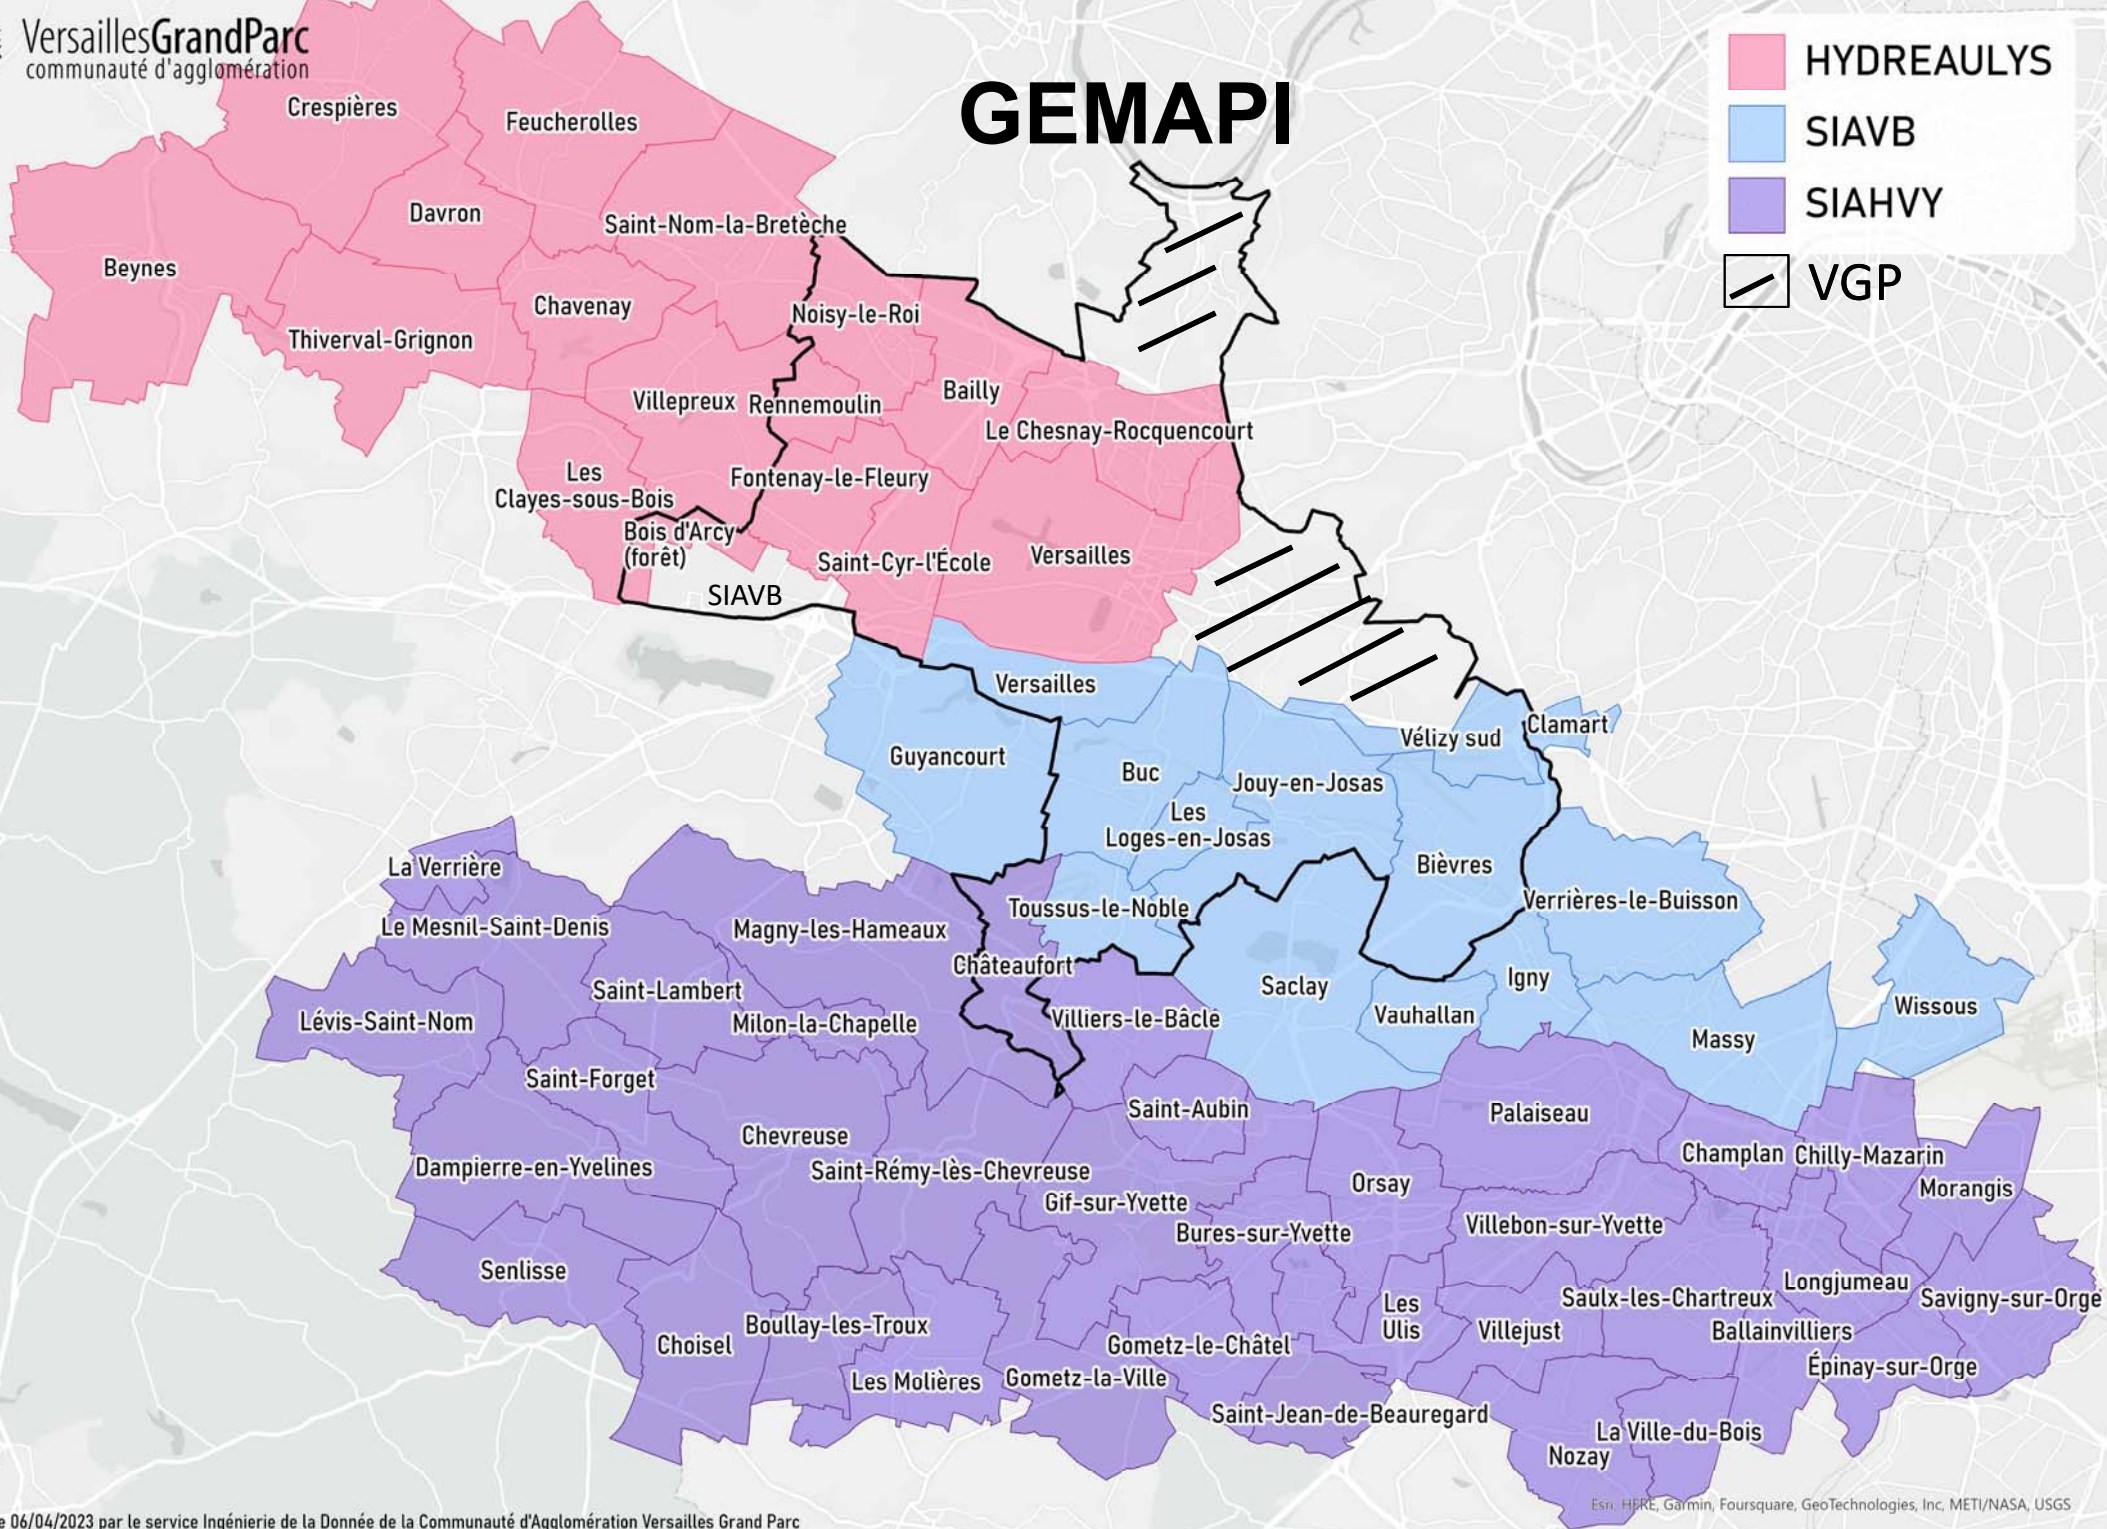 VersaillesGrandParc
communauté d'agglomération
GEMAPI
HYDREAULYS
SIAVB
SIAHVY
VGP
Crespières
Feucherolles
Davron
Saint-Nom-la-Bretèche
Beynes
Chavenay
Noisy-le-Roi
Thiverval-Grignon
Bailly
Villepreux
Rennemoulin
Le Chesnay-Rocquencourt
Les
Clayes-sous-Bois
Fontenay-le-Fleury
Bois d'Arcy
(forêt)
Saint-Cyr-l'École
Versailles
SIAVB
Versailles
Clamart
Vélizy sud
Guyancourt
Buc
Jouy-en-Josas
Les
Loges-en-Josas
Bièvres
La Verrière
Verrières-le-Buisson
Toussus-le-Noble
Le Mesnil-Saint-Denis
Magny-les-Hameaux
Châteaufort
Saclay
Igny
Saint-Lambert
Wissous
Vauhallan
Lévis-Saint-Nom
Milon-la-Chapelle
Villiers-le-Bâcle
Massy
Saint-Forget
Saint-Aubin
Palaiseau
Chevreuse
Champlan
Chilly-Mazarin
Dampierre-en-Yvelines
Saint-Rémy-lès-Chevreuse
Orsay
Morangis
Gif-sur-Yvette
Bures-sur-Yvette
Villebon-sur-Yvette
Senlisse
Longjumeau
Saulx-les-Chartreux
Savigny-sur-Orge
Les
Ulis
Boullay-les-Troux
Villejust
Ballainvilliers
Choisel
Gometz-le-Châtel
Épinay-sur-Orge
Les Molières
Gometz-la-Ville
Saint-Jean-de-Beauregard
La Ville-du-Bois
Nozay
Esri, HERE, Garmin, Foursquare, GeoTechnologies, Inc, METI/NASA, USGS
e 06/04/2023 par le service Ingénierie de la Donnée de la Communauté d'Agglomération Versailles Grand Parc